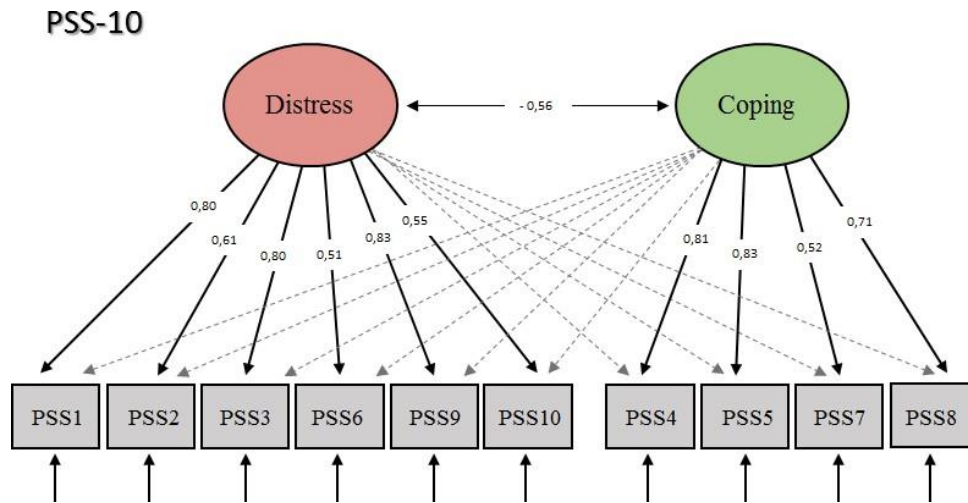 PSS-10
Distress
- 0,56
Coping
0,80
0,61
0,80
0,51
0,83
0,55
0,81
0,83
0,52
0,71
PSS1
PSS2
PSS3
PSS6
PSS9
PSS10
PSS4
PSS5
PSS7
PSS8